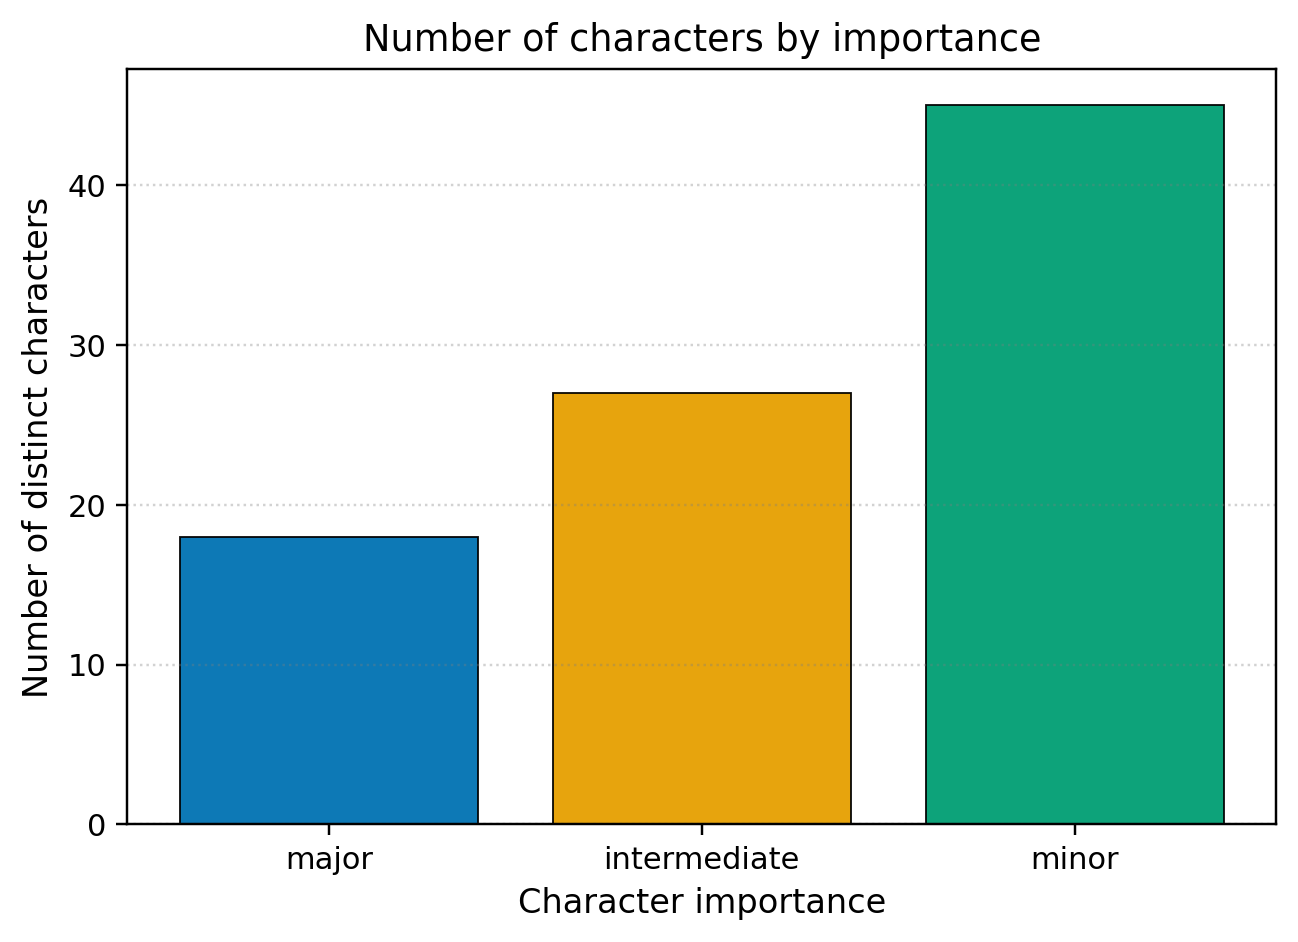 Number of characters by importance
Number of distinct characters
40
30
20
10
0
major
intermediate
minor
Character importance